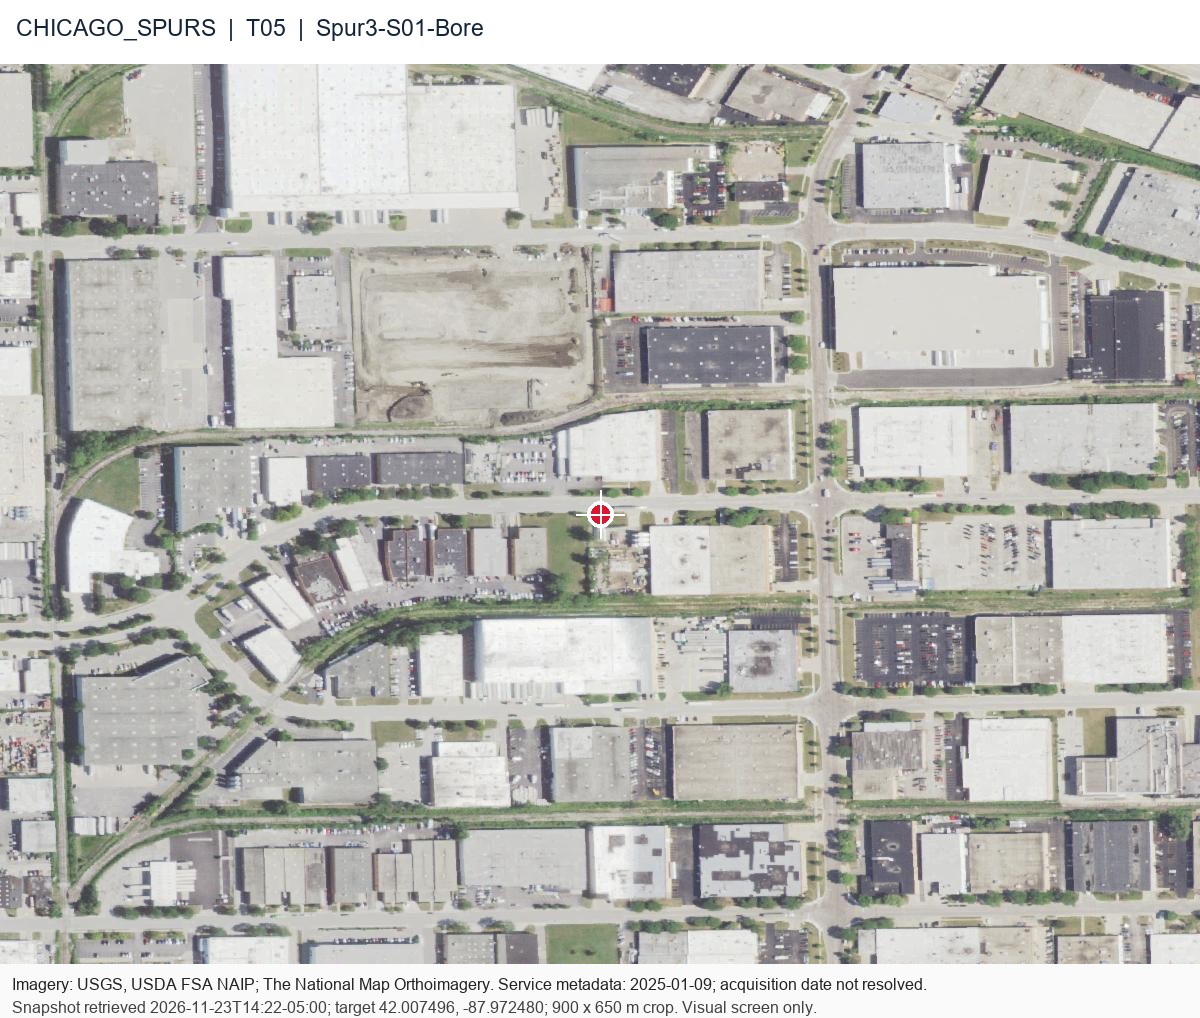 CHICAGO_SPURS | T05 | Spur3-S01-Bore
Imagery: USGS, USDA FSA NAIP; The National Map Orthoimagery. Service metadata: 2025-01-09; acquisition date not resolved.
Snapshot retrieved 2026-11-23T14:22-05:00; target 42.007496, -87.972480; 900 x 650 m crop. Visual screen only.